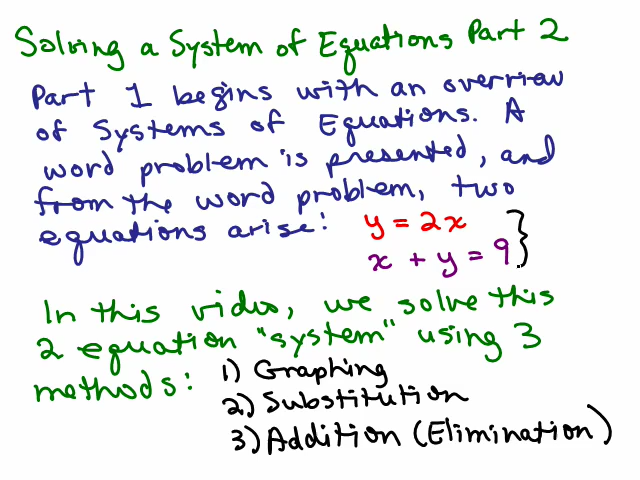 Solving a System of Equations Part 2
Part 1 begins with an overview
of Systems of Equations. A
word problem is presented, and
from the word problem, two
equations arise: y = 2x
x + y = 9
In this video, we solve this
2 equation "system" using 3
methods: 1) Graphing
2) Substitution
3) Addition (Elimination)